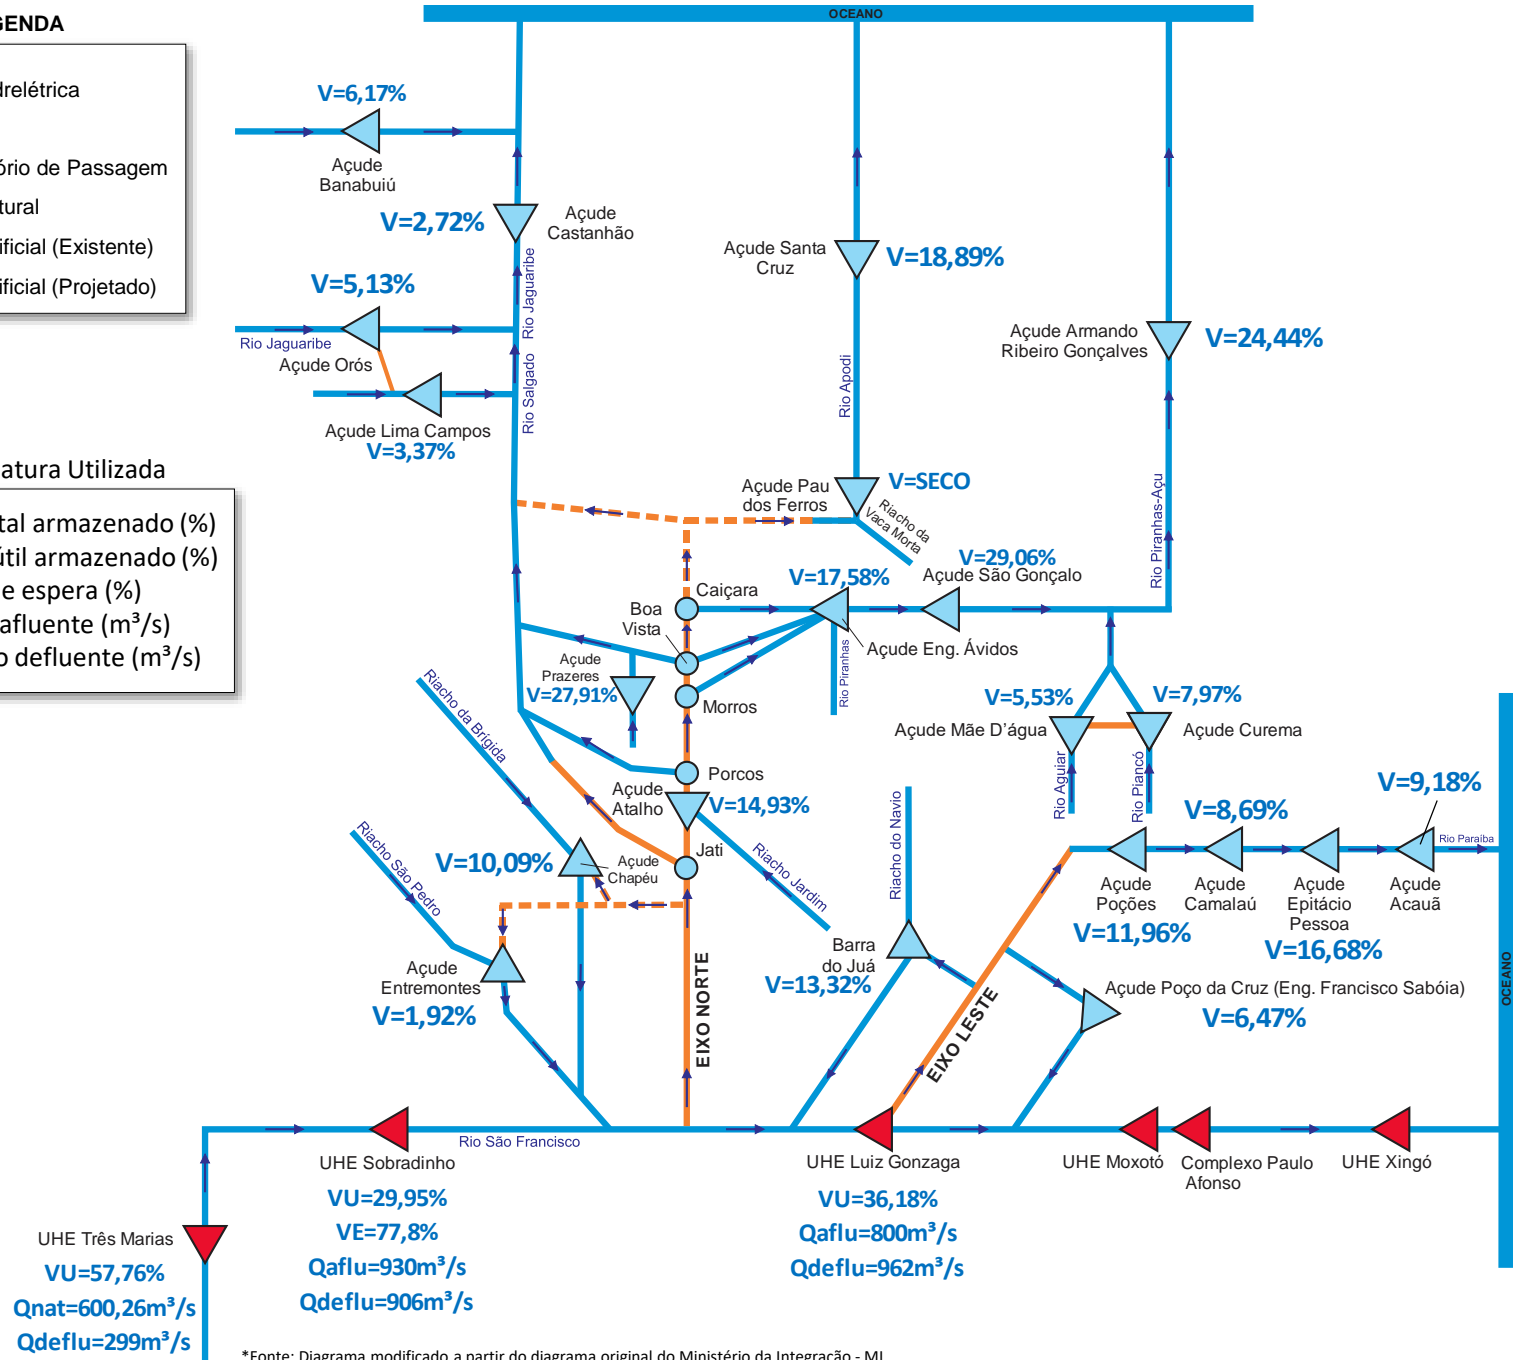 GENDA
drelétrica
ório de Passagem
tural
ificial (Existente)
ificial (Projetado)
atura Utilizada
tal armazenado (%)
útil armazenado (%)
e espera (%)
afluente (m³/s)
o defluente (m³/s)
OCEANO
V=6,17%
Açude
Banabuiú
V=2,72%
Açude
Castanhão
Rio Jaguaribe
V=5,13%
Rio Jaguaribe
Açude Orós
Rio Salgado
Açude Lima Campos
V=3,37%
Açude Santa
Cruz
V=18,89%
Rio Apodi
Açude Armando
Ribeiro Gonçalves
V=24,44%
Rio Piranhas-Açu
Açude Pau
dos Ferros
V=SECO
Riacho da
Vaca Morta
V=29,06%
Açude São Gonçalo
V=17,58%
Açude Eng. Ávidos
Rio Piranhas
Caiçara
Boa
Vista
Morros
Açude
Prazeres
V=27,91%
Porcos
Açude
Atalho
V=14,93%
Jati
Riacho Jardim
Riacho da Brígida
Riacho São Pedro
V=10,09%
Açude
Chapéu
Açude
Entremontes
V=1,92%
EIXO NORTE
V=5,53%
Açude Mãe D'água
Rio Aguiar
V=7,97%
Açude Curema
Rio Piancó
V=9,18%
V=8,69%
Rio Paraíba
Açude
Poções
V=11,96%
Açude
Camalaú
Açude
Epitácio
Pessoa
V=16,68%
Açude
Acauã
Riacho do Navio
Barra
do Juá
V=13,32%
EIXO LESTE
Açude Poço da Cruz (Eng. Francisco Sabóia)
V=6,47%
OCEANO
Rio São Francisco
UHE Sobradinho
VU=29,95%
VE=77,8%
Qaflu=930m³/s
Qdeflu=906m³/s
UHE Luiz Gonzaga
VU=36,18%
Qaflu=800m³/s
Qdeflu=962m³/s
UHE Moxotó
Complexo Paulo
Afonso
UHE Xingó
UHE Três Marias
VU=57,76%
Qnat=600,26m³/s
Qdeflu=299m³/s
*Fonte: Diagrama modificado a partir do diagrama original do Ministério da Integração - MI